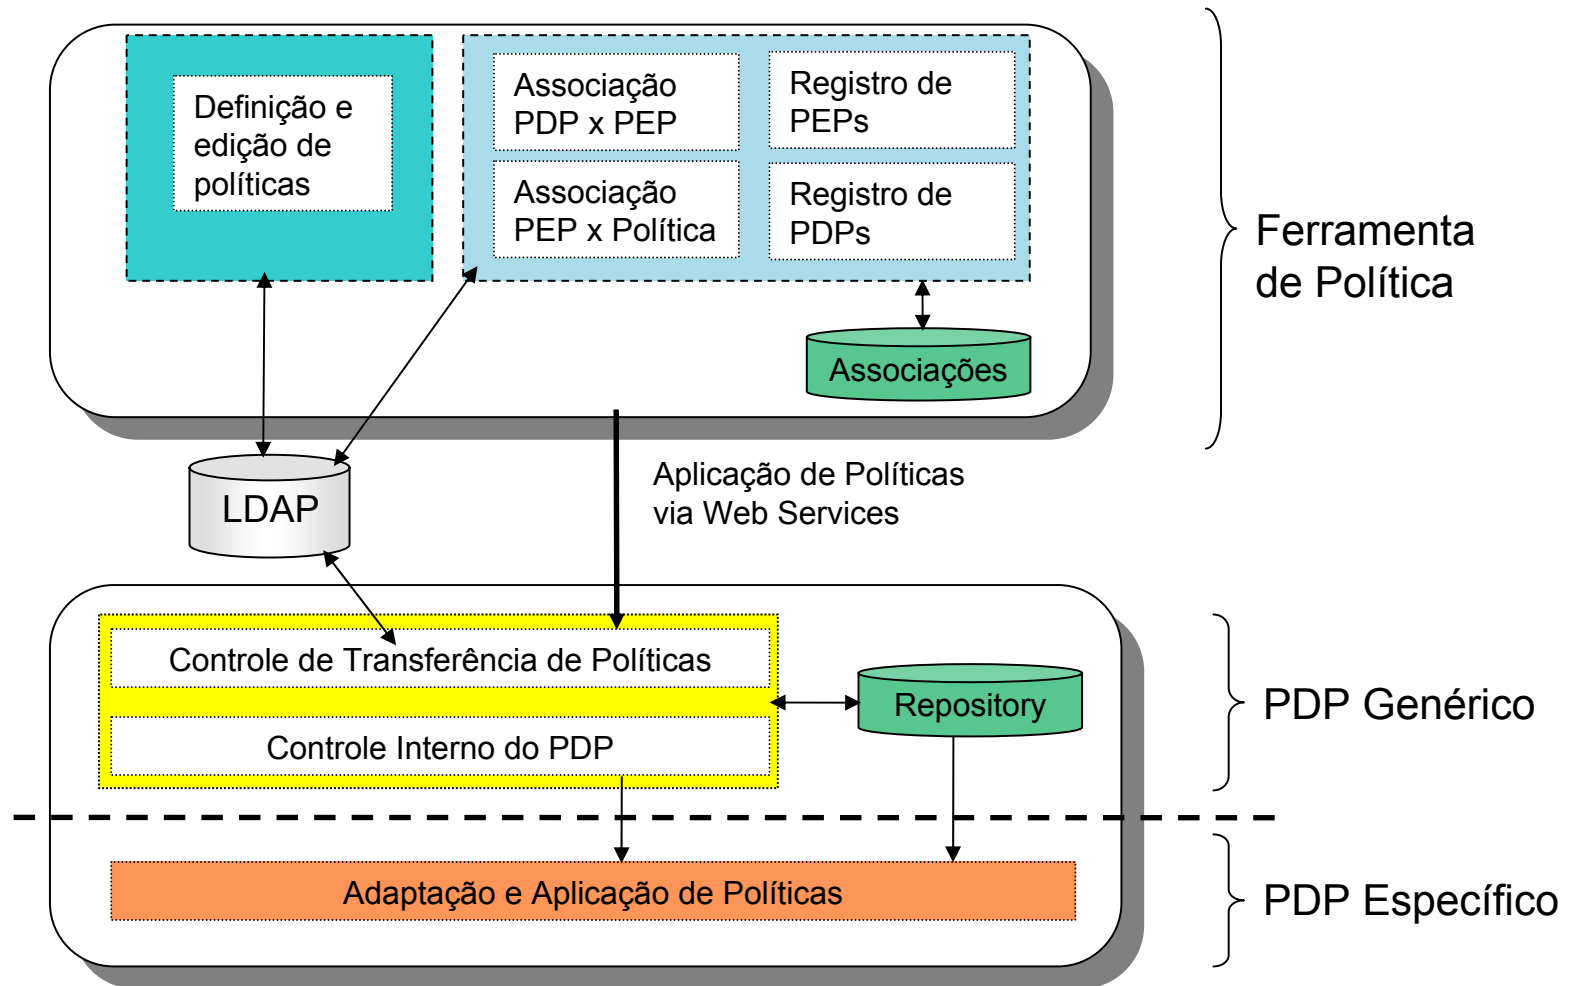 Definição e
edição de
políticas
Associação
PDP x PEP
Registro de
PEPs
Associação
PEP x Política
Registro de
PDPs
Associações
Ferramenta
de Política
LDAP
Aplicação de Políticas
via Web Services
Controle de Transferência de Políticas
Controle Interno do PDP
Repository
PDP Genérico
Adaptação e Aplicação de Políticas
PDP Específico